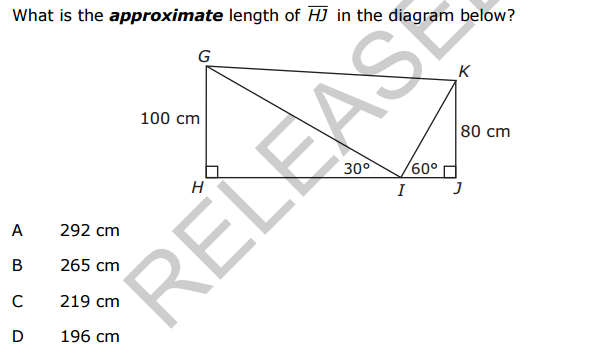 What is the approximate length of HJ in the diagram below?
G
K
100 cm
80 cm
30°
60°
H
I
J
A 292 cm
B 265 cm
C 219 cm
D 196 cm
RELEASE